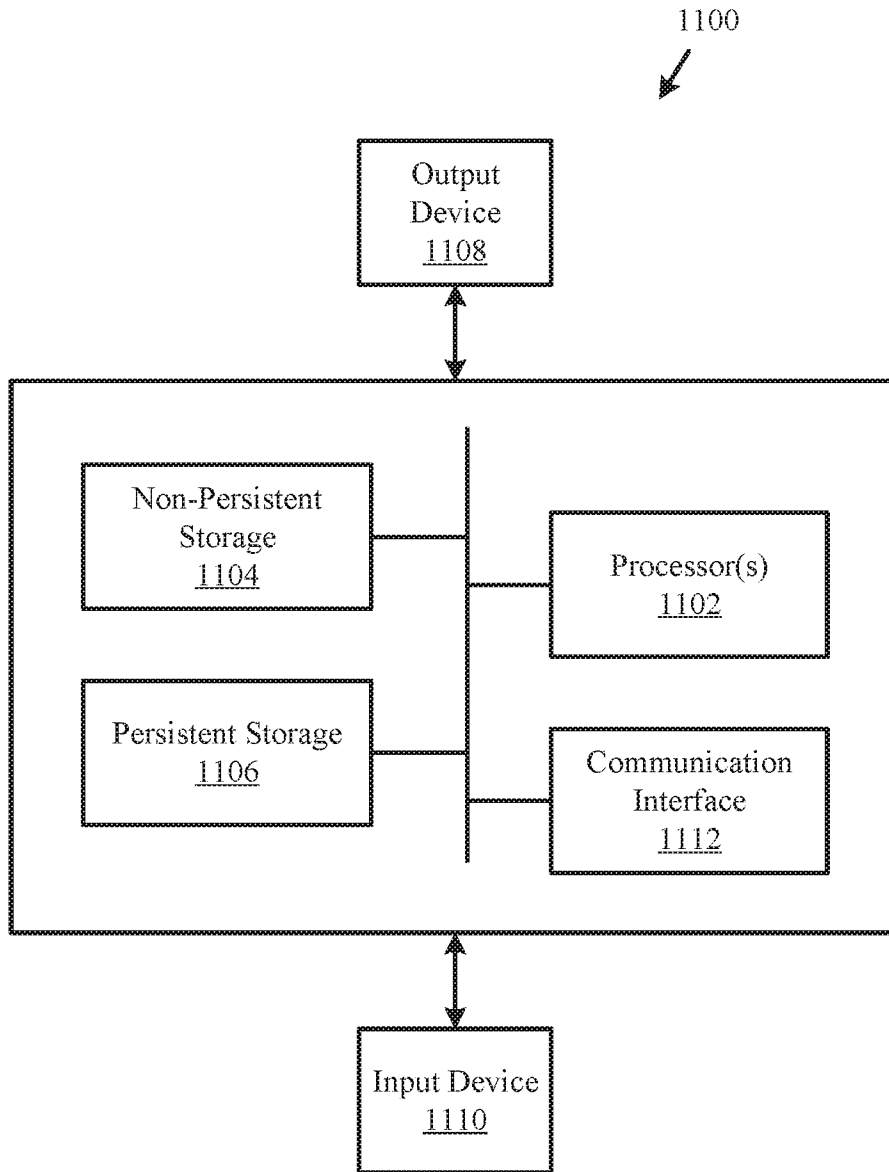 1100
Output
Device
1108
Non-Persistent
Storage
1104
Processor(s)
1102
Persistent Storage
1106
Communication
Interface
1112
Input Device
1110